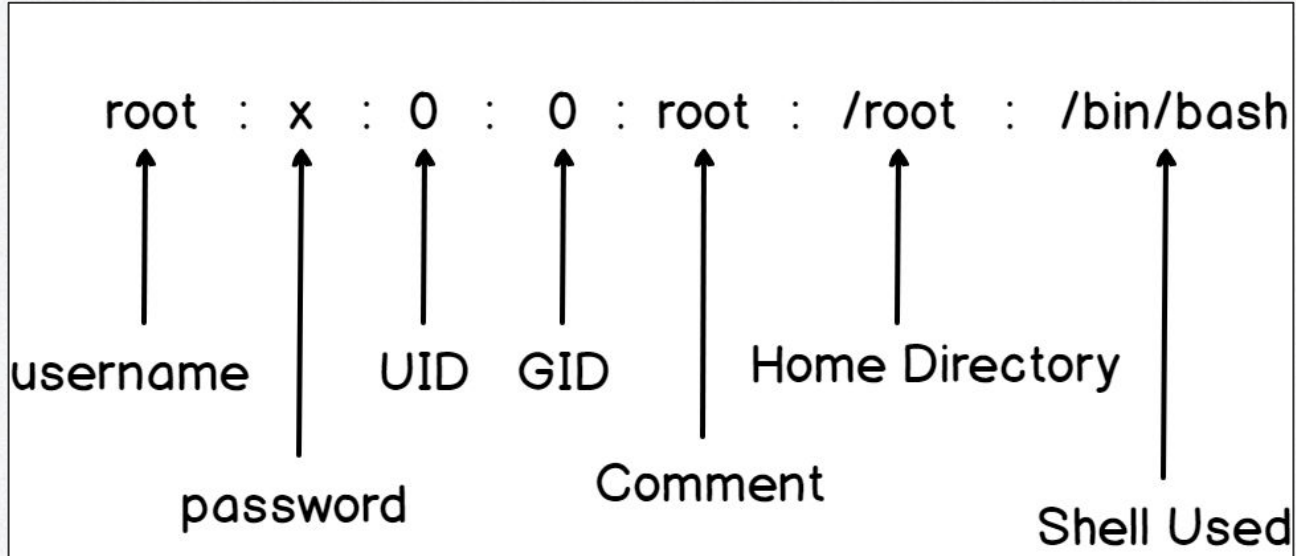 root : x : 0 : 0 : root : /root : /bin/bash
username UID GID Home Directory
password Comment Shell Used